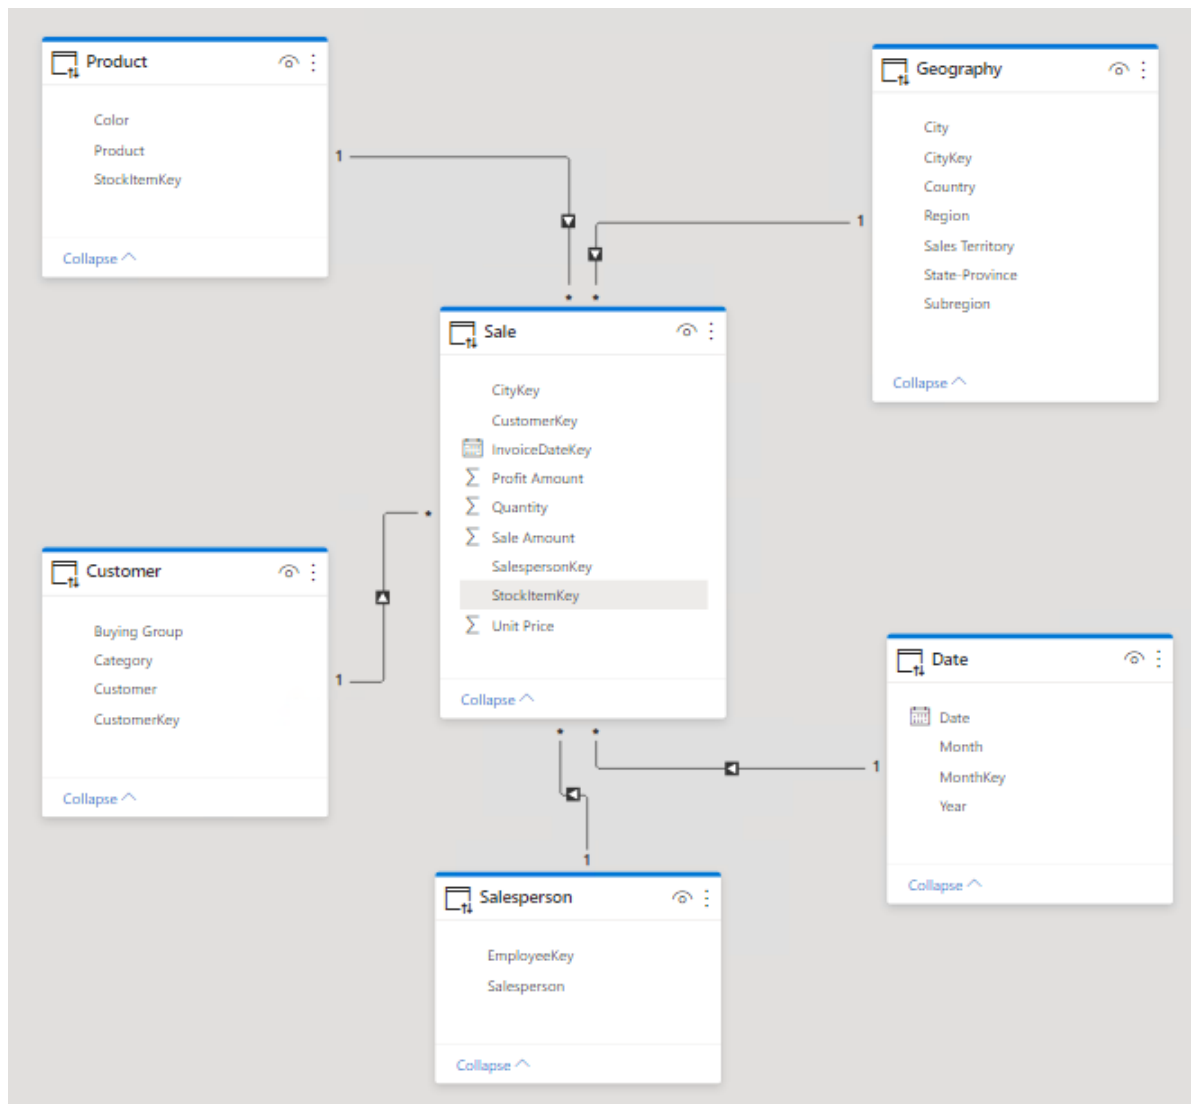 Product
Color
Product
StockItemKey
Collapse
1
Geography
City
CityKey
Country
Region
Sales Territory
State-Province
Subregion
Collapse
1
* *
Sale
CityKey
CustomerKey
InvoiceDateKey
Profit Amount
Quantity
Sale Amount
SalespersonKey
StockItemKey
Unit Price
Collapse
*
Customer
Buying Group
Category
Customer
CustomerKey
Collapse
1
* *
Date
Date
Month
MonthKey
Year
Collapse
1
1
Salesperson
EmployeeKey
Salesperson
Collapse